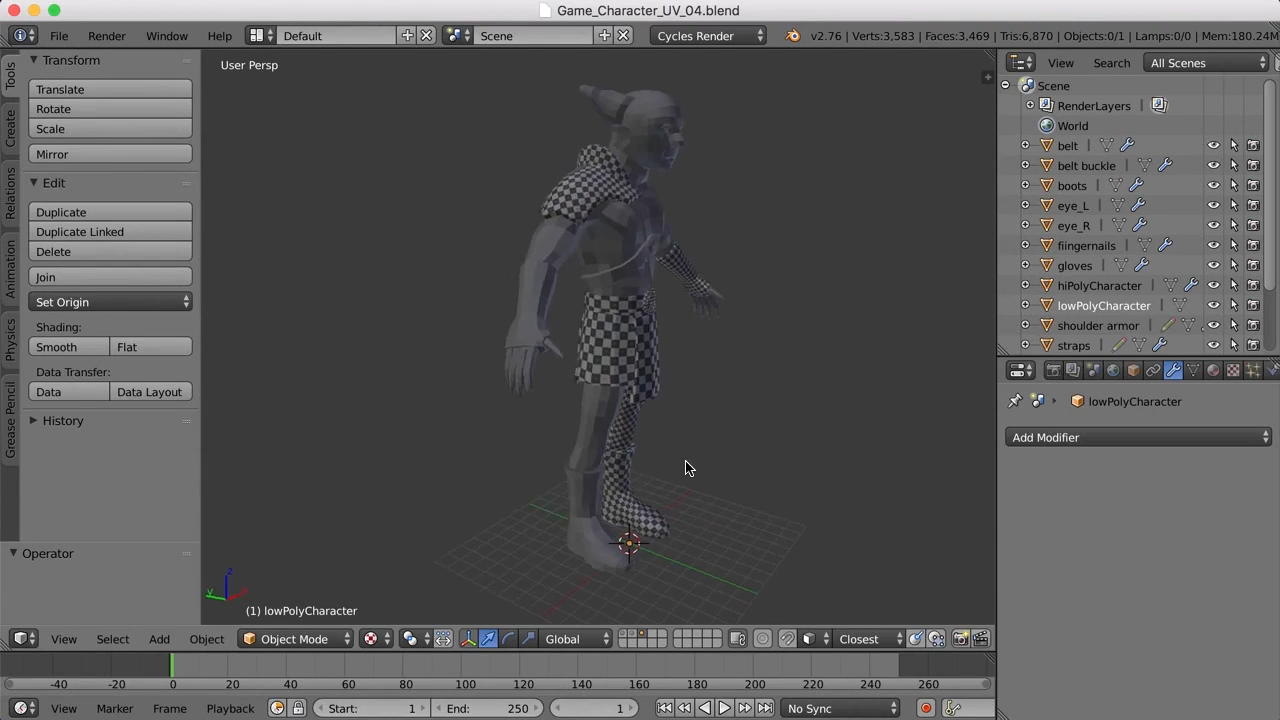 Game_Character_UV_04.blend
File Render Window Help Default Scene Cycles Render v2.76 | Verts:3,583 | Faces:3,469 | Tris:6,870 | Objects:0/1 | Lamps:0/0 | Mem:180.24M
Tools
Create
Relations
Animation
Physics
Grease Pencil
Transform
Translate
Rotate
Scale
Mirror
Edit
Duplicate
Duplicate Linked
Delete
Join
Set Origin
Shading:
Smooth Flat
Data Transfer:
Data Data Layout
History
Operator
User Persp
(1) lowPolyCharacter
View Search All Scenes
Scene
RenderLayers
World
belt
belt buckle
boots
eye_L
eye_R
fiingernails
gloves
hiPolyCharacter
lowPolyCharacter
shoulder armor
straps
lowPolyCharacter
Add Modifier
View Select Add Object Object Mode Global Closest
-40 -20 0 20 40 60 80 100 120 140 160 180 200 220 240 260
View Marker Frame Playback Start: 1 End: 250 1 No Sync